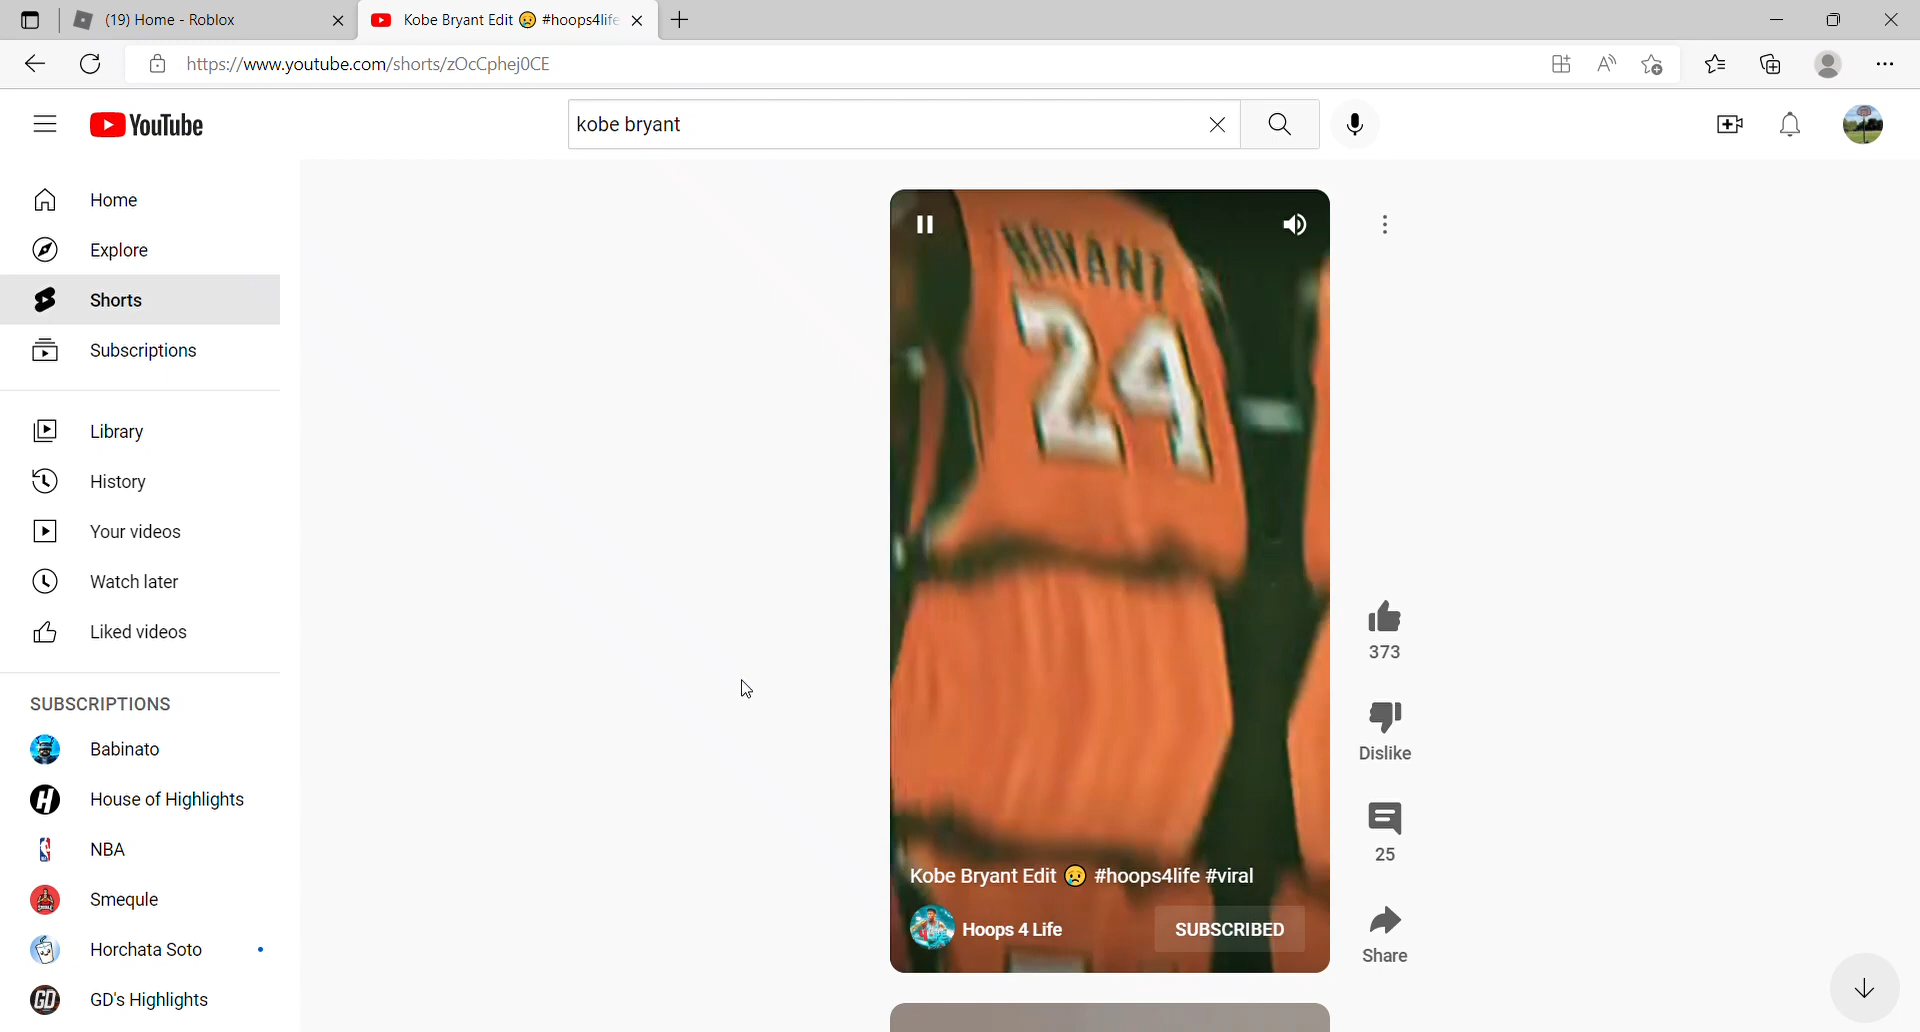 (19) Home - Roblox
Kobe Bryant Edit 😢 #hoops4life
https://www.youtube.com/shorts/zOcCphej0CE
YouTube
kobe bryant
Home
Explore
Shorts
Subscriptions
Library
History
Your videos
Watch later
Liked videos
SUBSCRIPTIONS
Babinato
House of Highlights
NBA
Smequle
Horchata Soto
GD's Highlights
BRYANT
24
Kobe Bryant Edit 😢 #hoops4life #viral
Hoops 4 Life
SUBSCRIBED
373
Dislike
25
Share